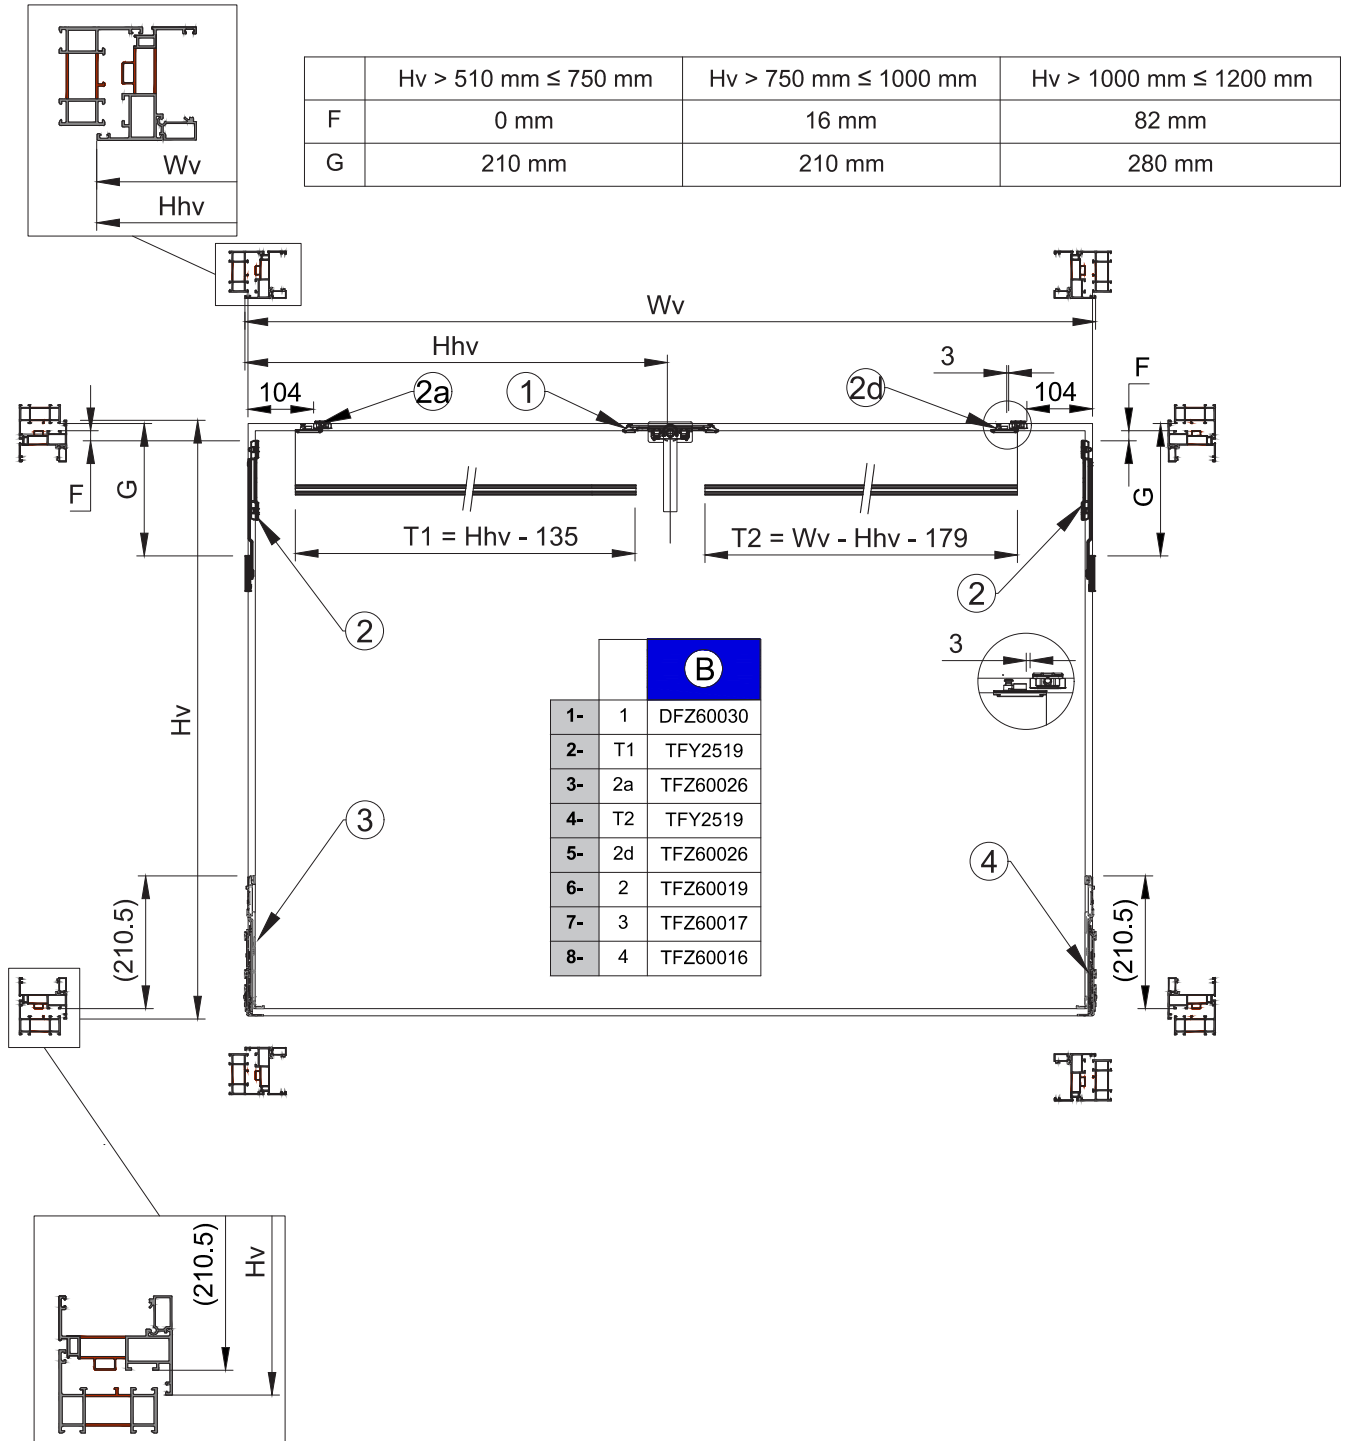 Hv > 510 mm ≤ 750 mm Hv > 750 mm ≤ 1000 mm Hv > 1000 mm ≤ 1200 mm
F 0 mm 16 mm 82 mm
G 210 mm 210 mm 280 mm
Wv
Hhv
Wv
Hhv
3
F
104
2a
1
2d
104
F
G
G
T1 = Hhv - 135
T2 = Wv - Hhv - 179
2
2
Hv
3
B
1- 1 DFZ60030
2- T1 TFY2519
3- 2a TFZ60026
4- T2 TFY2519
5- 2d TFZ60026
6- 2 TFZ60019
7- 3 TFZ60017
8- 4 TFZ60016
3
4
(210.5)
(210.5)
(210.5)
Hv